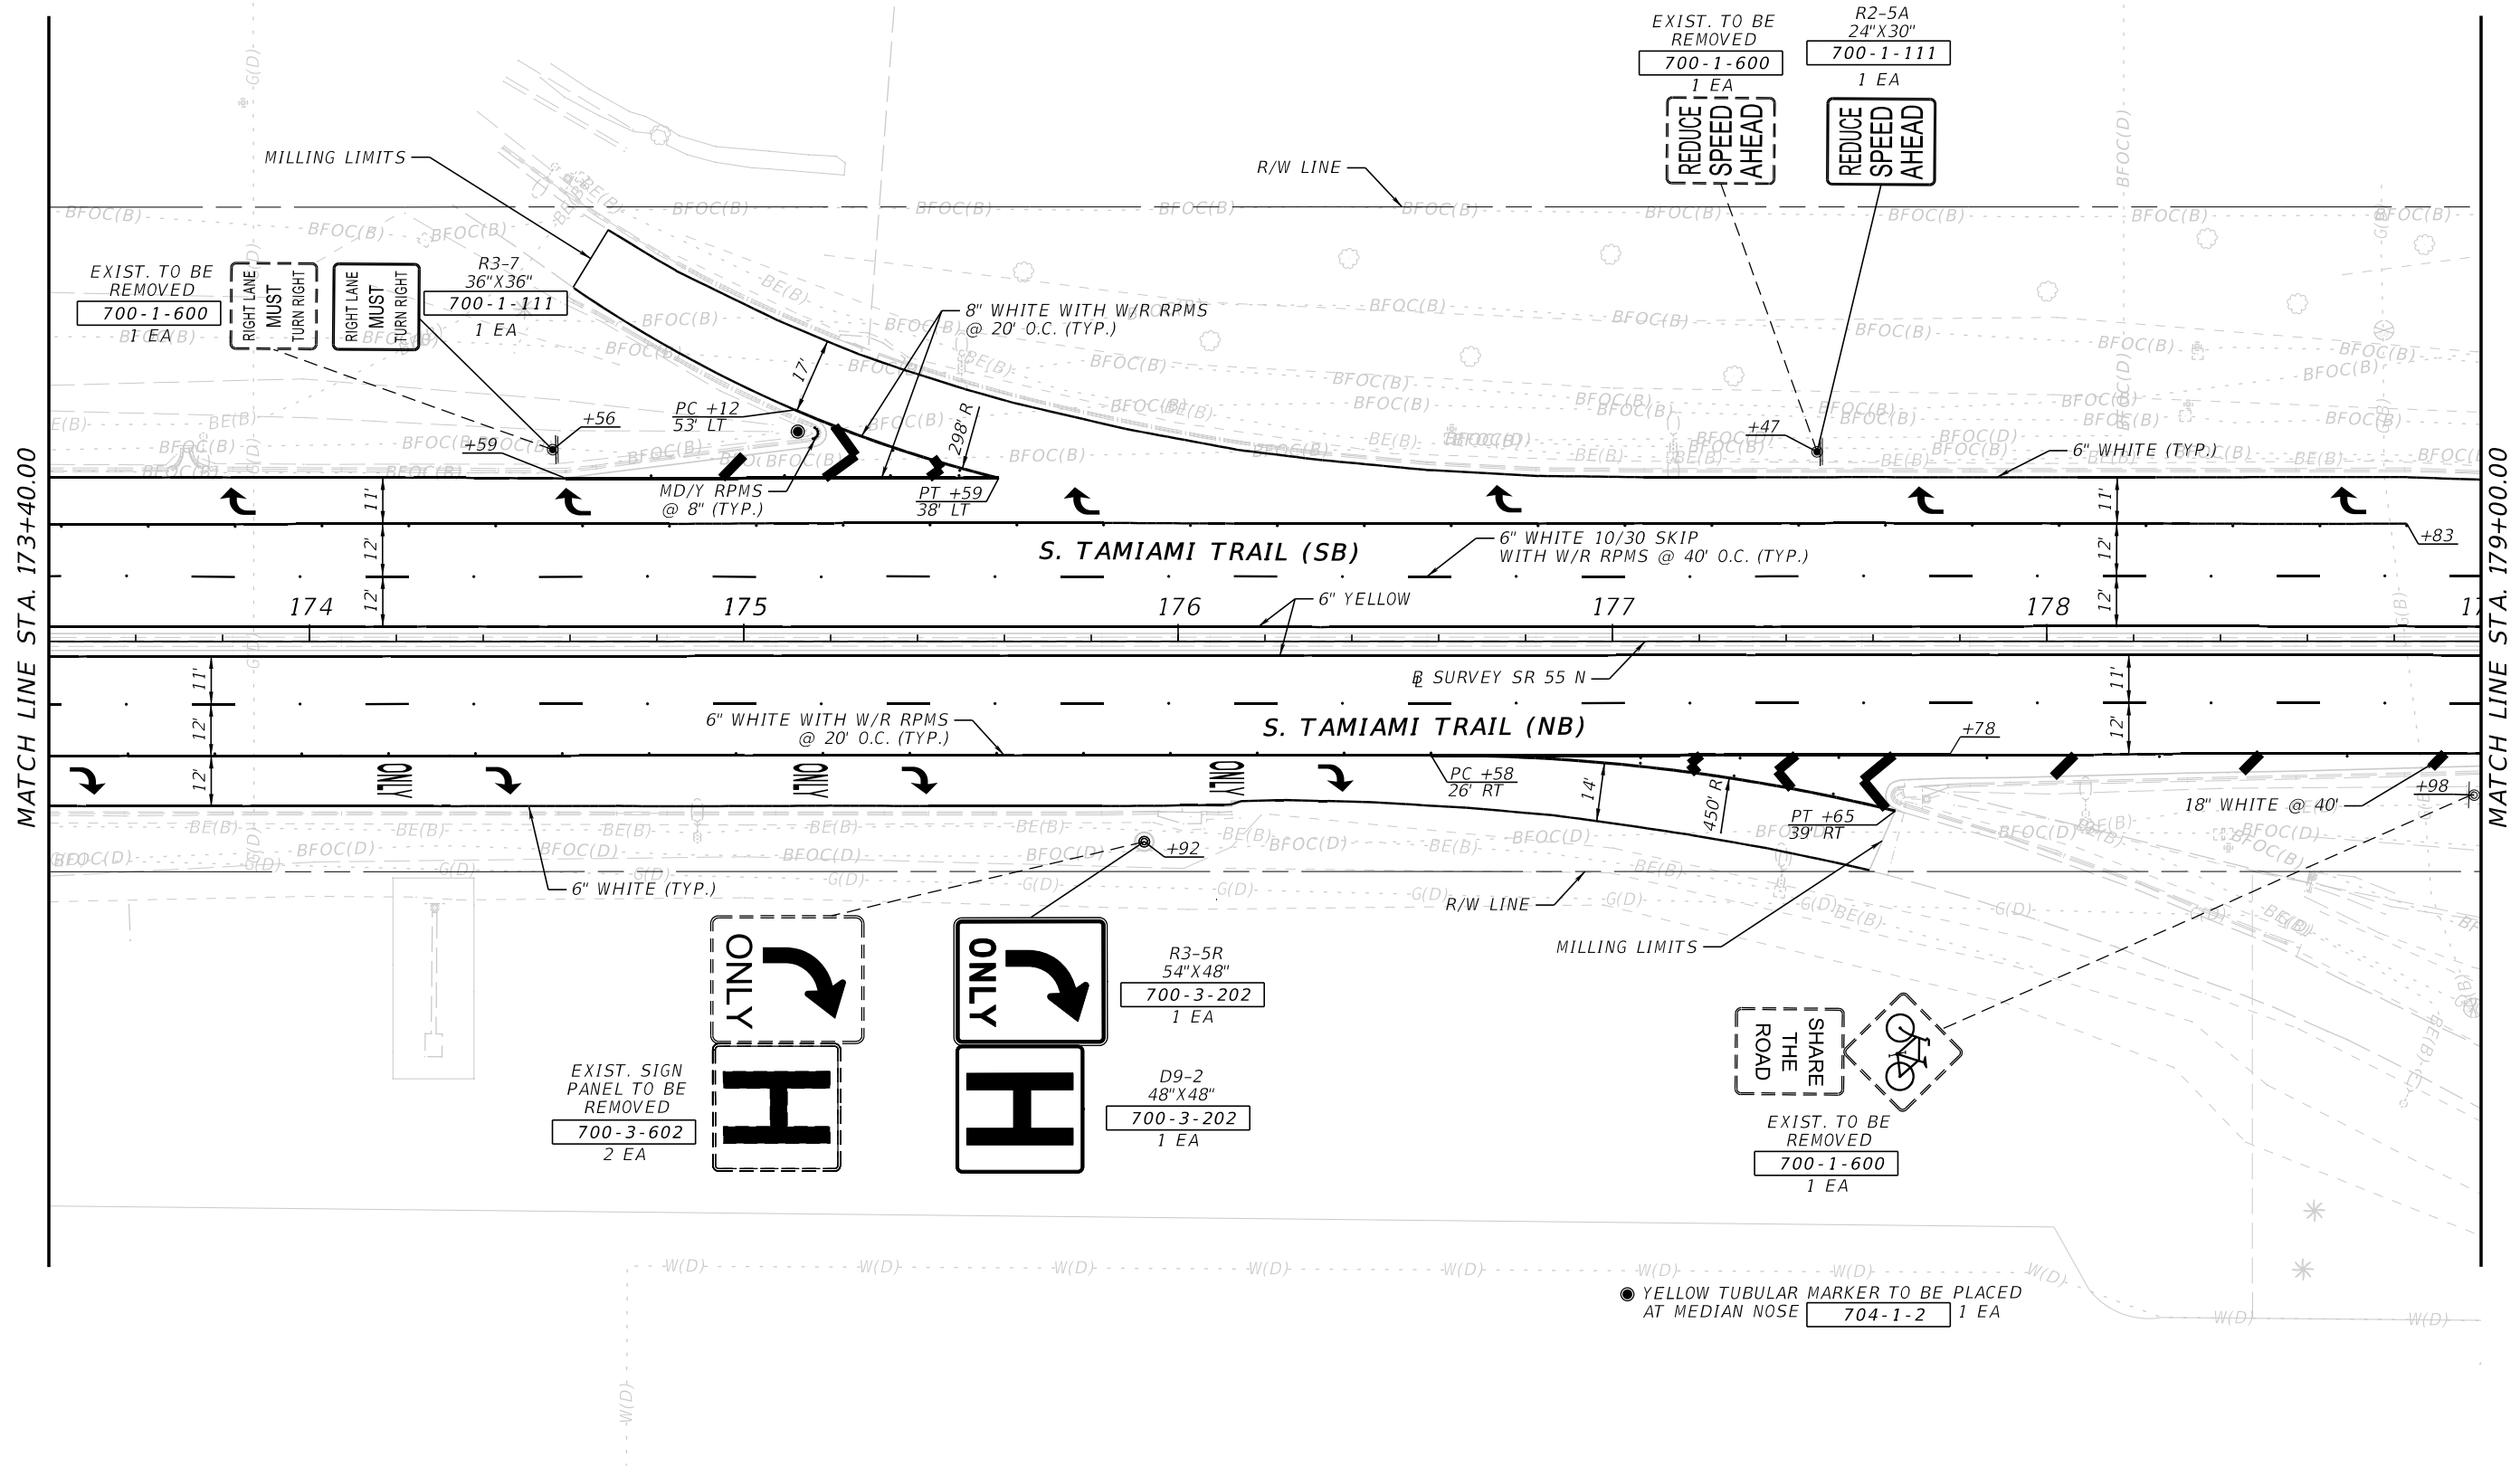 EXIST. TO BE
REMOVED
700-1-600
1 EA
R2-5A
24"X30"
700-1-111
1 EA
REDUCE
SPEED
AHEAD
REDUCE
SPEED
AHEAD
MILLING LIMITS
R/W LINE
EXIST. TO BE
REMOVED
700-1-600
1 EA
RIGHT LANE
MUST
TURN RIGHT
RIGHT LANE
MUST
TURN RIGHT
R3-7
36"X36"
700-1-111
1 EA
8" WHITE WITH W/R RPMS
@ 20' O.C. (TYP.)
17'
298' R
PC +12
53' LT
+56
+59
+47
6" WHITE (TYP.)
MD/Y RPMS
@ 8" (TYP.)
PT +59
38' LT
11'
12'
12'
11'
12'
12'
S. TAMIAMI TRAIL (SB)
6" WHITE 10/30 SKIP
WITH W/R RPMS @ 40' O.C. (TYP.)
+83
174
175
176
177
178
17
6" YELLOW
MATCH LINE STA. 173+40.00
MATCH LINE STA. 179+00.00
BL SURVEY SR 55 N
11'
12'
12'
11'
12'
6" WHITE WITH W/R RPMS
@ 20' O.C. (TYP.)
S. TAMIAMI TRAIL (NB)
+78
ONLY
ONLY
ONLY
PC +58
26' RT
14'
450' R
PT +65
39' RT
18" WHITE @ 40'
+98
+92
6" WHITE (TYP.)
R/W LINE
MILLING LIMITS
ONLY
ONLY
R3-5R
54"X48"
700-3-202
1 EA
EXIST. SIGN
PANEL TO BE
REMOVED
700-3-602
2 EA
H
H
D9-2
48"X48"
700-3-202
1 EA
SHARE
THE
ROAD
EXIST. TO BE
REMOVED
700-1-600
1 EA
YELLOW TUBULAR MARKER TO BE PLACED
AT MEDIAN NOSE 704-1-2 1 EA
BFOC(B)
BFOC(D)
BE(B)
G(D)
G(B)
W(D)